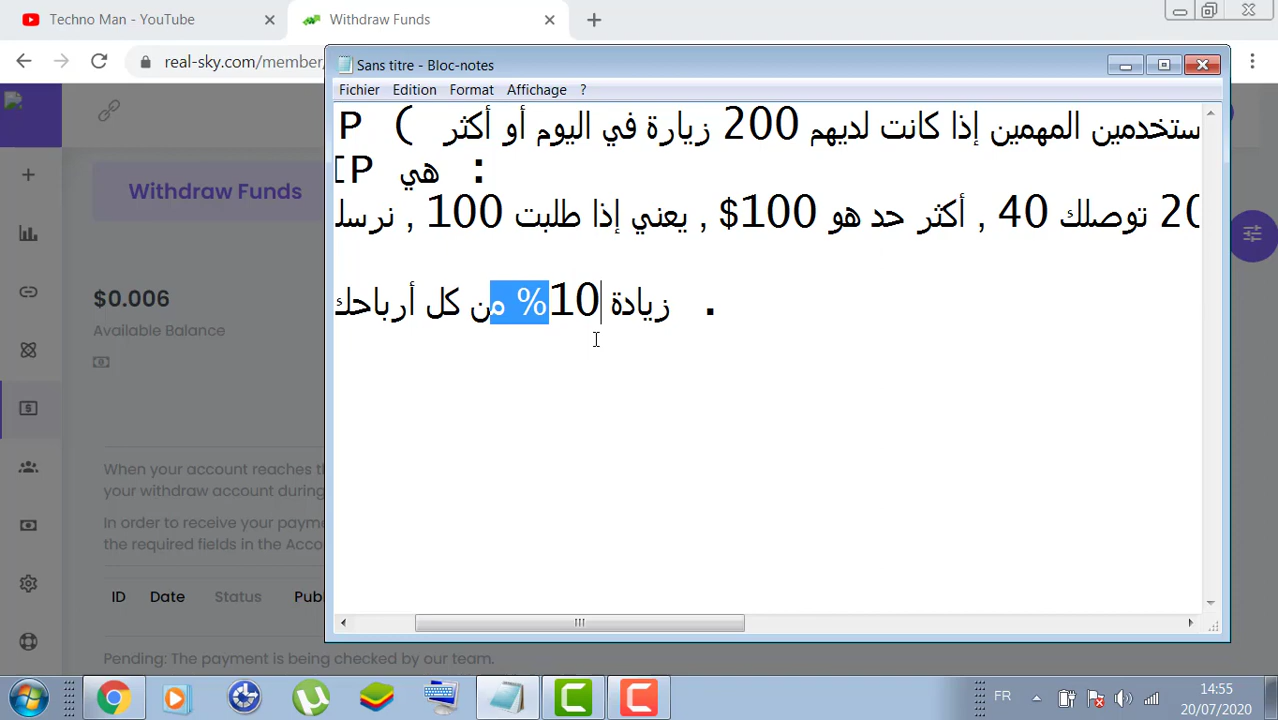 Techno Man - YouTube
Withdraw Funds
real-sky.com/member/
Sans titre - Bloc-notes
Fichier Edition Format Affichage ?
ستخدمين المهمين إذا كانت لديهم 200 زيارة في اليوم أو أكثر ) P
IP هي :
20 توصلك 40 , أكثر حد هو 100$ , يعني إذا طلبت 100 , نرسل
زيادة 10% من كل أرباحك .
Withdraw Funds
$0.006
Available Balance
When your account reaches
your withdraw account during
In order to receive your
the required fields in the
ID Date Status
Pending: The payment is being checked by our team.
FR
14:55
20/07/2020